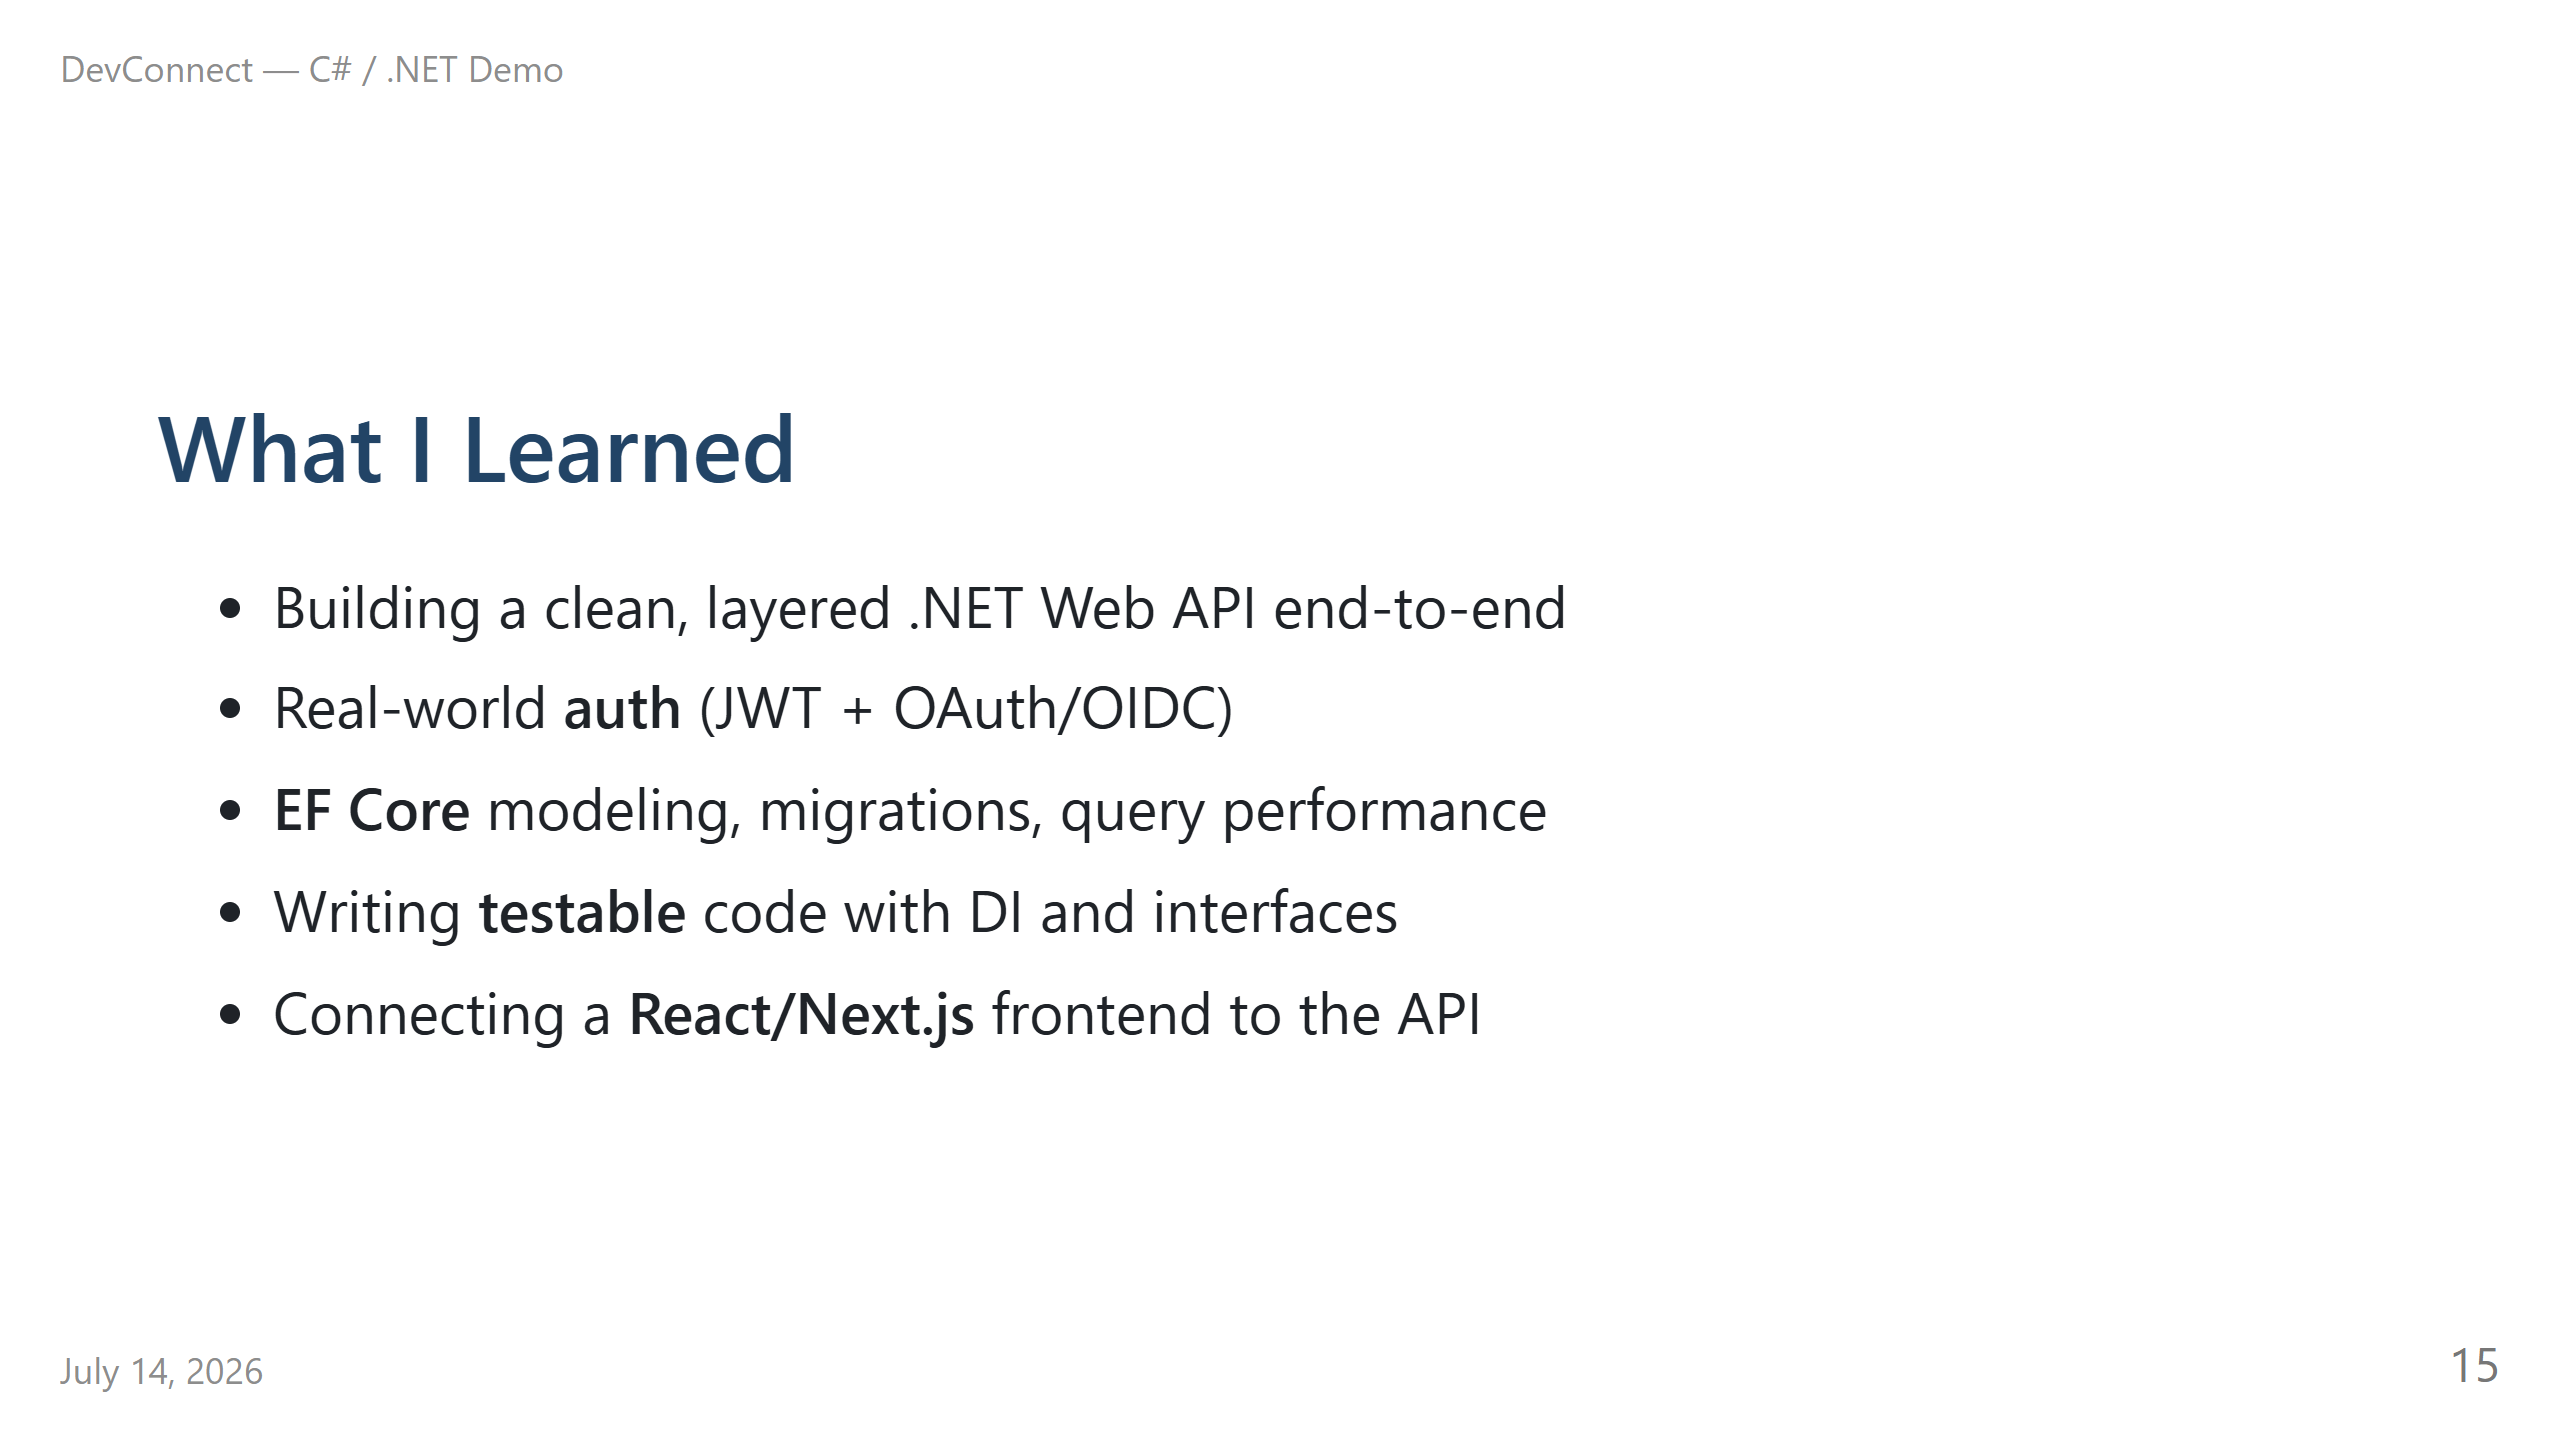 DevConnect — C# / .NET Demo
What I Learned
• Building a clean, layered .NET Web API end-to-end
• Real-world auth (JWT + OAuth/OIDC)
• EF Core modeling, migrations, query performance
• Writing testable code with DI and interfaces
• Connecting a React/Next.js frontend to the API
July 14, 2026
15